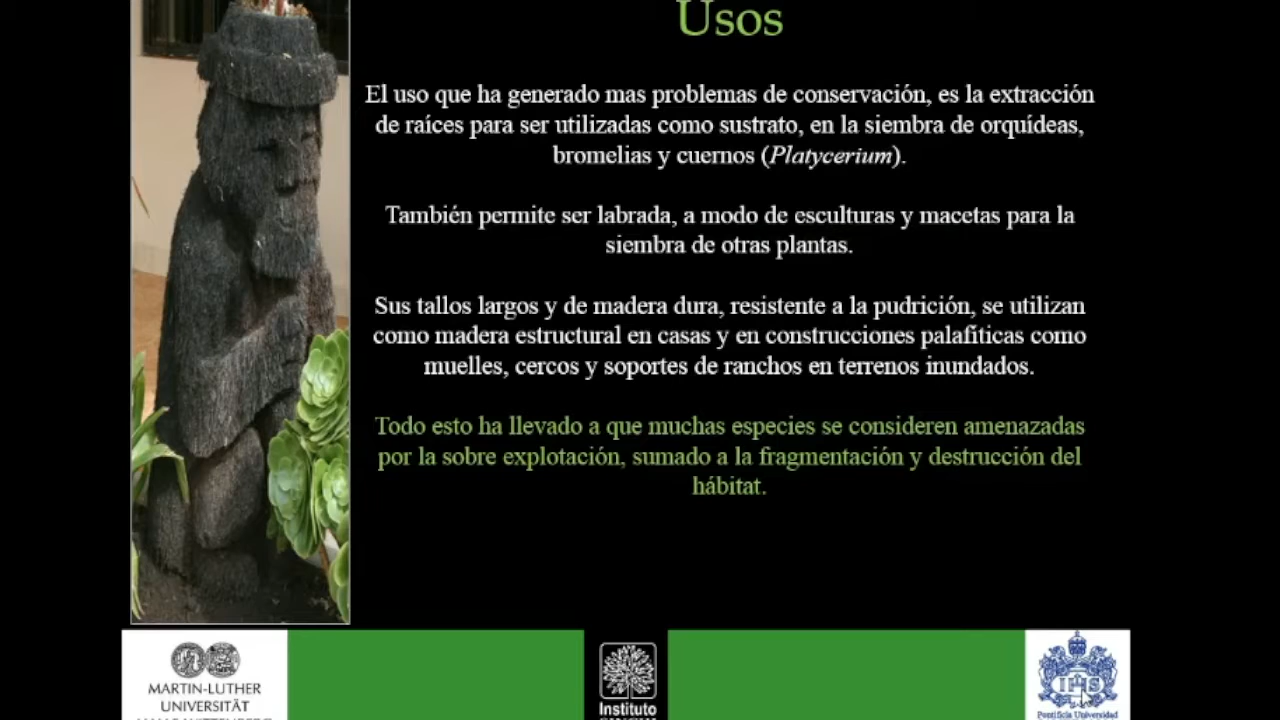 Usos
El uso que ha generado mas problemas de conservación, es la extracción
de raíces para ser utilizadas como sustrato, en la siembra de orquídeas,
bromelias y cuernos (Platycerium).
También permite ser labrada, a modo de esculturas y macetas para la
siembra de otras plantas.
Sus tallos largos y de madera dura, resistente a la pudrición, se utilizan
como madera estructural en casas y en construcciones palafíticas como
muelles, cercos y soportes de ranchos en terrenos inundados.
Todo esto ha llevado a que muchas especies se consideren amenazadas
por la sobre explotación, sumado a la fragmentación y destrucción del
hábitat.
MARTIN-LUTHER
UNIVERSITÄT
Instituto
IHS
Pontificia Universidad